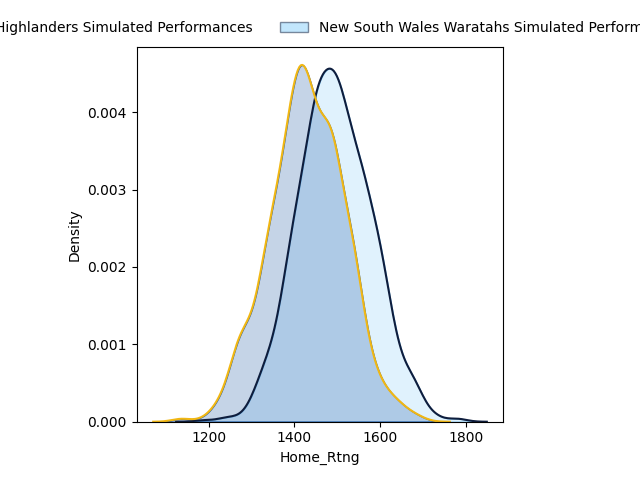 Highlanders Simulated Performances New South Wales Waratahs Simulated Perform
0.004
0.003
0.002
0.001
0.000
Density
1200 1400 1600 1800
Home_Rtng